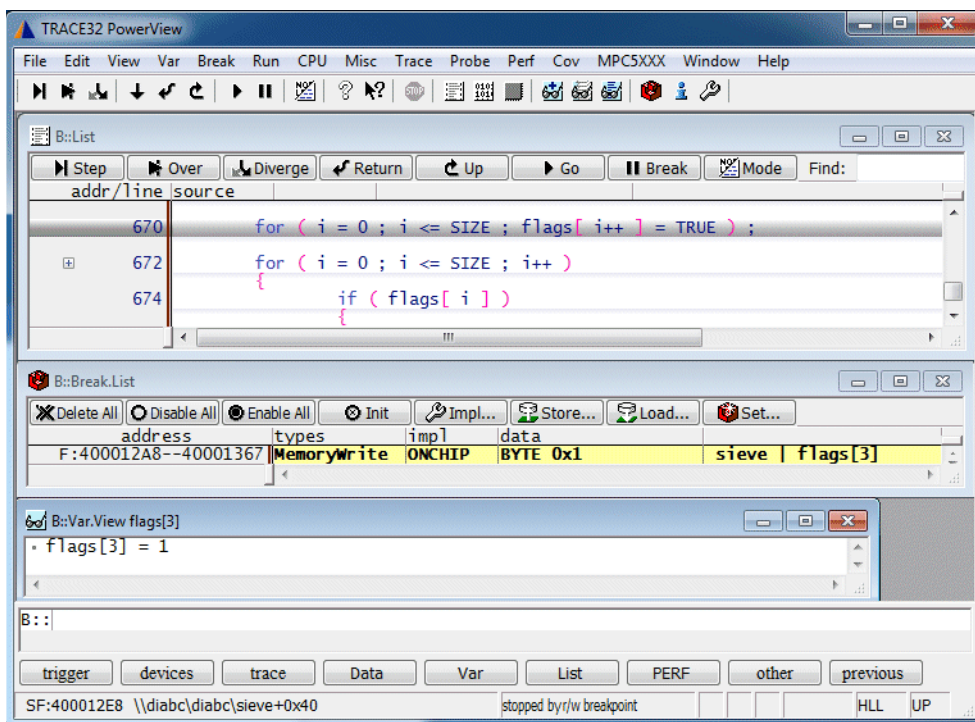 TRACE32 PowerView
File Edit View Var Break Run CPU Misc Trace Probe Perf Cov MPC5XXX Window Help
B::List
Step Over Diverge Return Up Go Break Mode Find:
addr/line source
670 for ( i = 0 ; i <= SIZE ; flags[ i++ ] = TRUE ) ;
672 for ( i = 0 ; i <= SIZE ; i++ )
{
674 if ( flags[ i ] )
{
B::Break.List
Delete All Disable All Enable All Init Impl... Store... Load... Set...
address types impl data
F:400012A8--40001367 MemoryWrite ONCHIP BYTE 0x1 sieve | flags[3]
B::Var.View flags[3]
flags[3] = 1
B::
trigger devices trace Data Var List PERF other previous
SF:400012E8 \\diabc\diabc\sieve+0x40 stopped byr/w breakpoint HLL UP